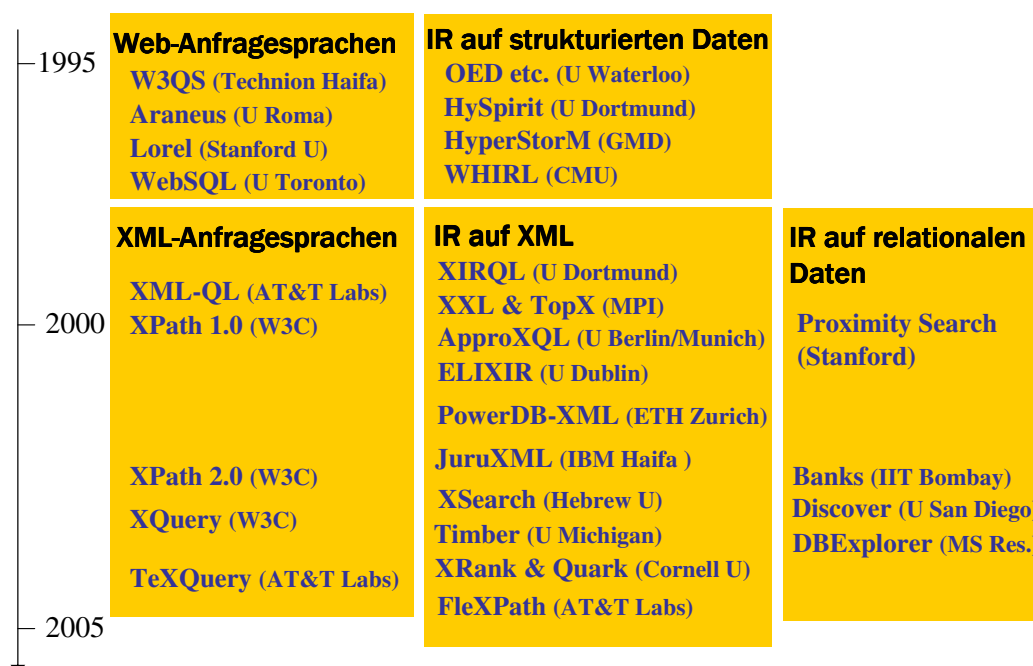 1995
Web-Anfragesprachen
W3QS (Technion Haifa)
Araneus (U Roma)
Lorel (Stanford U)
WebSQL (U Toronto)
IR auf strukturierten Daten
OED etc. (U Waterloo)
HySpirit (U Dortmund)
HyperStorM (GMD)
WHIRL (CMU)
2000
XML-Anfragesprachen
XML-QL (AT&T Labs)
XPath 1.0 (W3C)
XPath 2.0 (W3C)
XQuery (W3C)
TeXQuery (AT&T Labs)
IR auf XML
XIRQL (U Dortmund)
XXL & TopX (MPI)
ApproXQL (U Berlin/Munich)
ELIXIR (U Dublin)
PowerDB-XML (ETH Zurich)
JuruXML (IBM Haifa )
XSearch (Hebrew U)
Timber (U Michigan)
XRank & Quark (Cornell U)
FleXPath (AT&T Labs)
IR auf relationalen
Daten
Proximity Search
(Stanford)
Banks (IIT Bombay)
Discover (U San Diego)
DBExplorer (MS Res.
2005